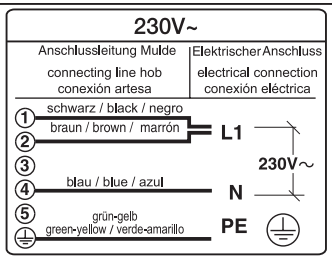 230V~
Anschlussleitung Mulde
Elektrischer Anschluss
connecting line hob
electrical connection
conexión artesa
conexión eléctrica
1
schwarz / black / negro
braun / brown / marrón
L1
2
3
230V~
4
blau / blue / azul
N
5
grün-gelb
green-yellow / verde-amarillo
PE